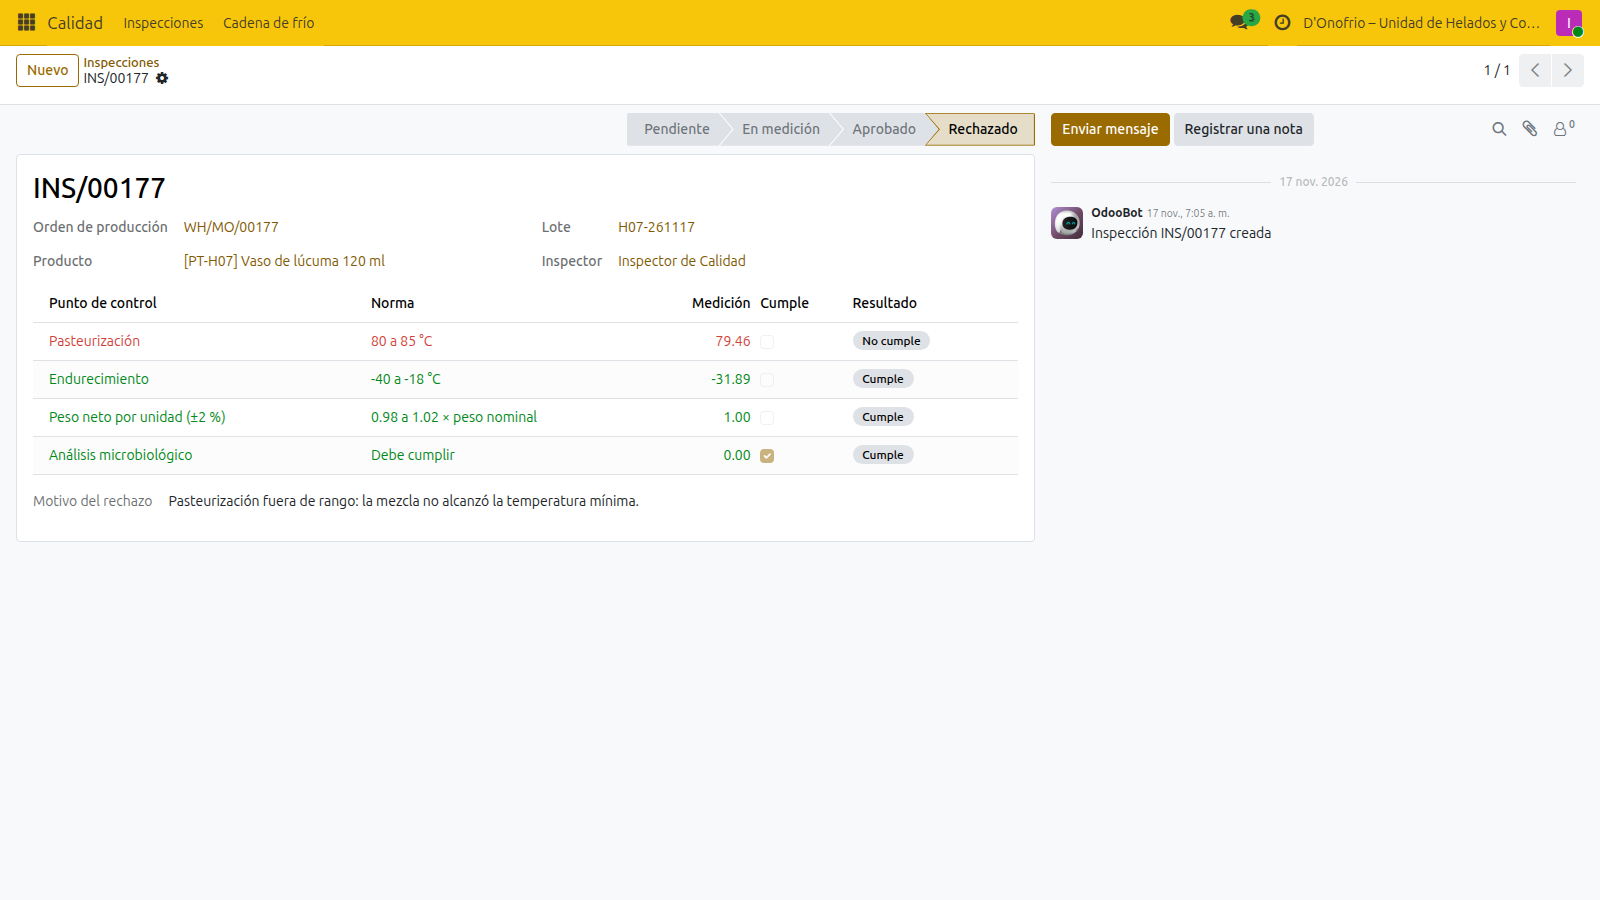 Calidad Inspecciones Cadena de frío 3 D'Onofrio – Unidad de Helados y Co... I
Nuevo Inspecciones
INS/00177
1 / 1
Pendiente En medición Aprobado Rechazado
Enviar mensaje Registrar una nota 0
INS/00177
Orden de producción WH/MO/00177 Lote H07-261117
Producto [PT-H07] Vaso de lúcuma 120 ml Inspector Inspector de Calidad
Punto de control Norma Medición Cumple Resultado
Pasteurización 80 a 85 °C 79.46 No cumple
Endurecimiento -40 a -18 °C -31.89 Cumple
Peso neto por unidad (±2 %) 0.98 a 1.02 × peso nominal 1.00 Cumple
Análisis microbiológico Debe cumplir 0.00 Cumple
Motivo del rechazo Pasteurización fuera de rango: la mezcla no alcanzó la temperatura mínima.
17 nov. 2026
OdooBot 17 nov., 7:05 a. m.
Inspección INS/00177 creada